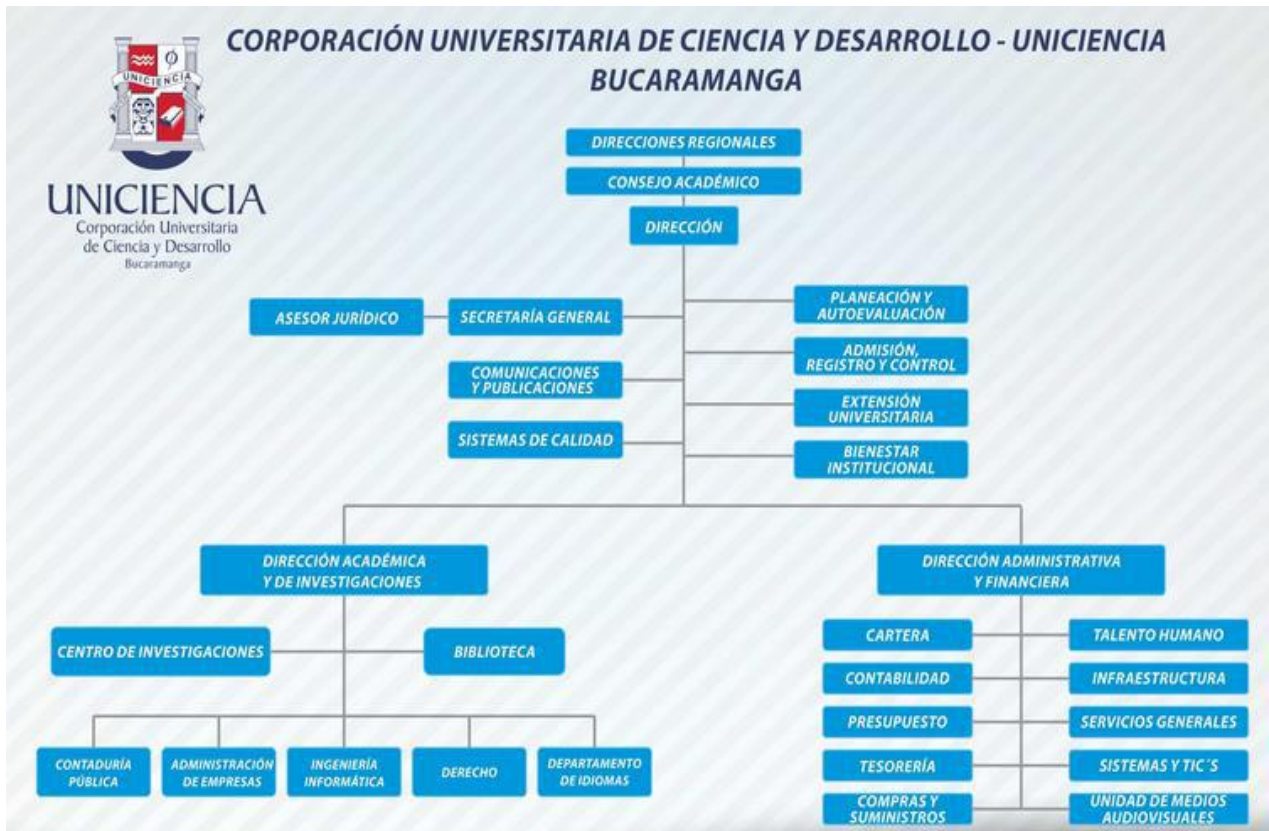 CORPORACIÓN UNIVERSITARIA DE CIENCIA Y DESARROLLO - UNICIENCIA
BUCARAMANGA
UNICIENCIA
UNICIENCIA
Corporación Universitaria
de Ciencia y Desarrollo
Bucaramanga
DIRECCIONES REGIONALES
CONSEJO ACADÉMICO
DIRECCIÓN
ASESOR JURÍDICO
SECRETARÍA GENERAL
COMUNICACIONES
Y PUBLICACIONES
SISTEMAS DE CALIDAD
PLANEACIÓN Y
AUTOEVALUACIÓN
ADMISIÓN,
REGISTRO Y CONTROL
EXTENSIÓN
UNIVERSITARIA
BIENESTAR
INSTITUCIONAL
DIRECCIÓN ACADÉMICA
Y DE INVESTIGACIONES
CENTRO DE INVESTIGACIONES
BIBLIOTECA
CONTADURÍA
PÚBLICA
ADMINISTRACIÓN
DE EMPRESAS
INGENIERÍA
INFORMÁTICA
DERECHO
DEPARTAMENTO
DE IDIOMAS
DIRECCIÓN ADMINISTRATIVA
Y FINANCIERA
CARTERA
CONTABILIDAD
PRESUPUESTO
TESORERÍA
COMPRAS Y
SUMINISTROS
TALENTO HUMANO
INFRAESTRUCTURA
SERVICIOS GENERALES
SISTEMAS Y TIC´S
UNIDAD DE MEDIOS
AUDIOVISUALES